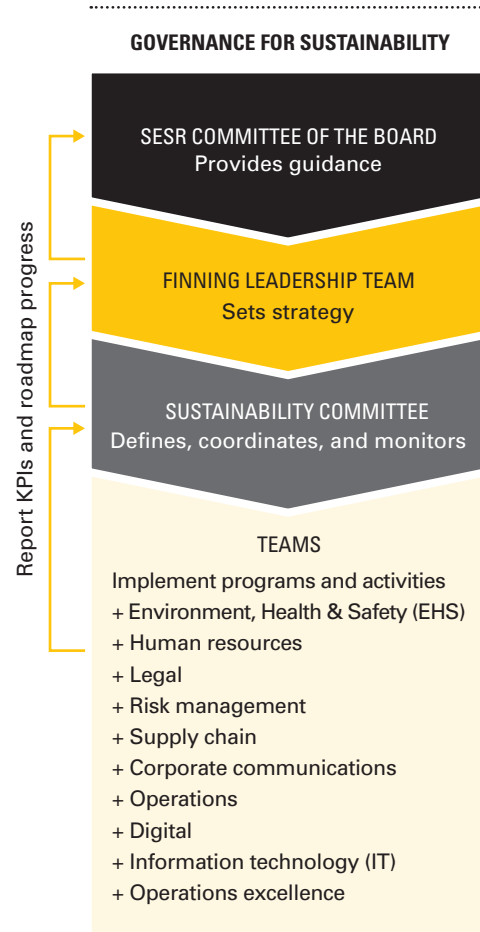 GOVERNANCE FOR SUSTAINABILITY
SESR COMMITTEE OF THE BOARD
Provides guidance
FINNING LEADERSHIP TEAM
Sets strategy
SUSTAINABILITY COMMITTEE
Defines, coordinates, and monitors
Report KPIs and roadmap progress
TEAMS
Implement programs and activities
+ Environment, Health & Safety (EHS)
+ Human resources
+ Legal
+ Risk management
+ Supply chain
+ Corporate communications
+ Operations
+ Digital
+ Information technology (IT)
+ Operations excellence